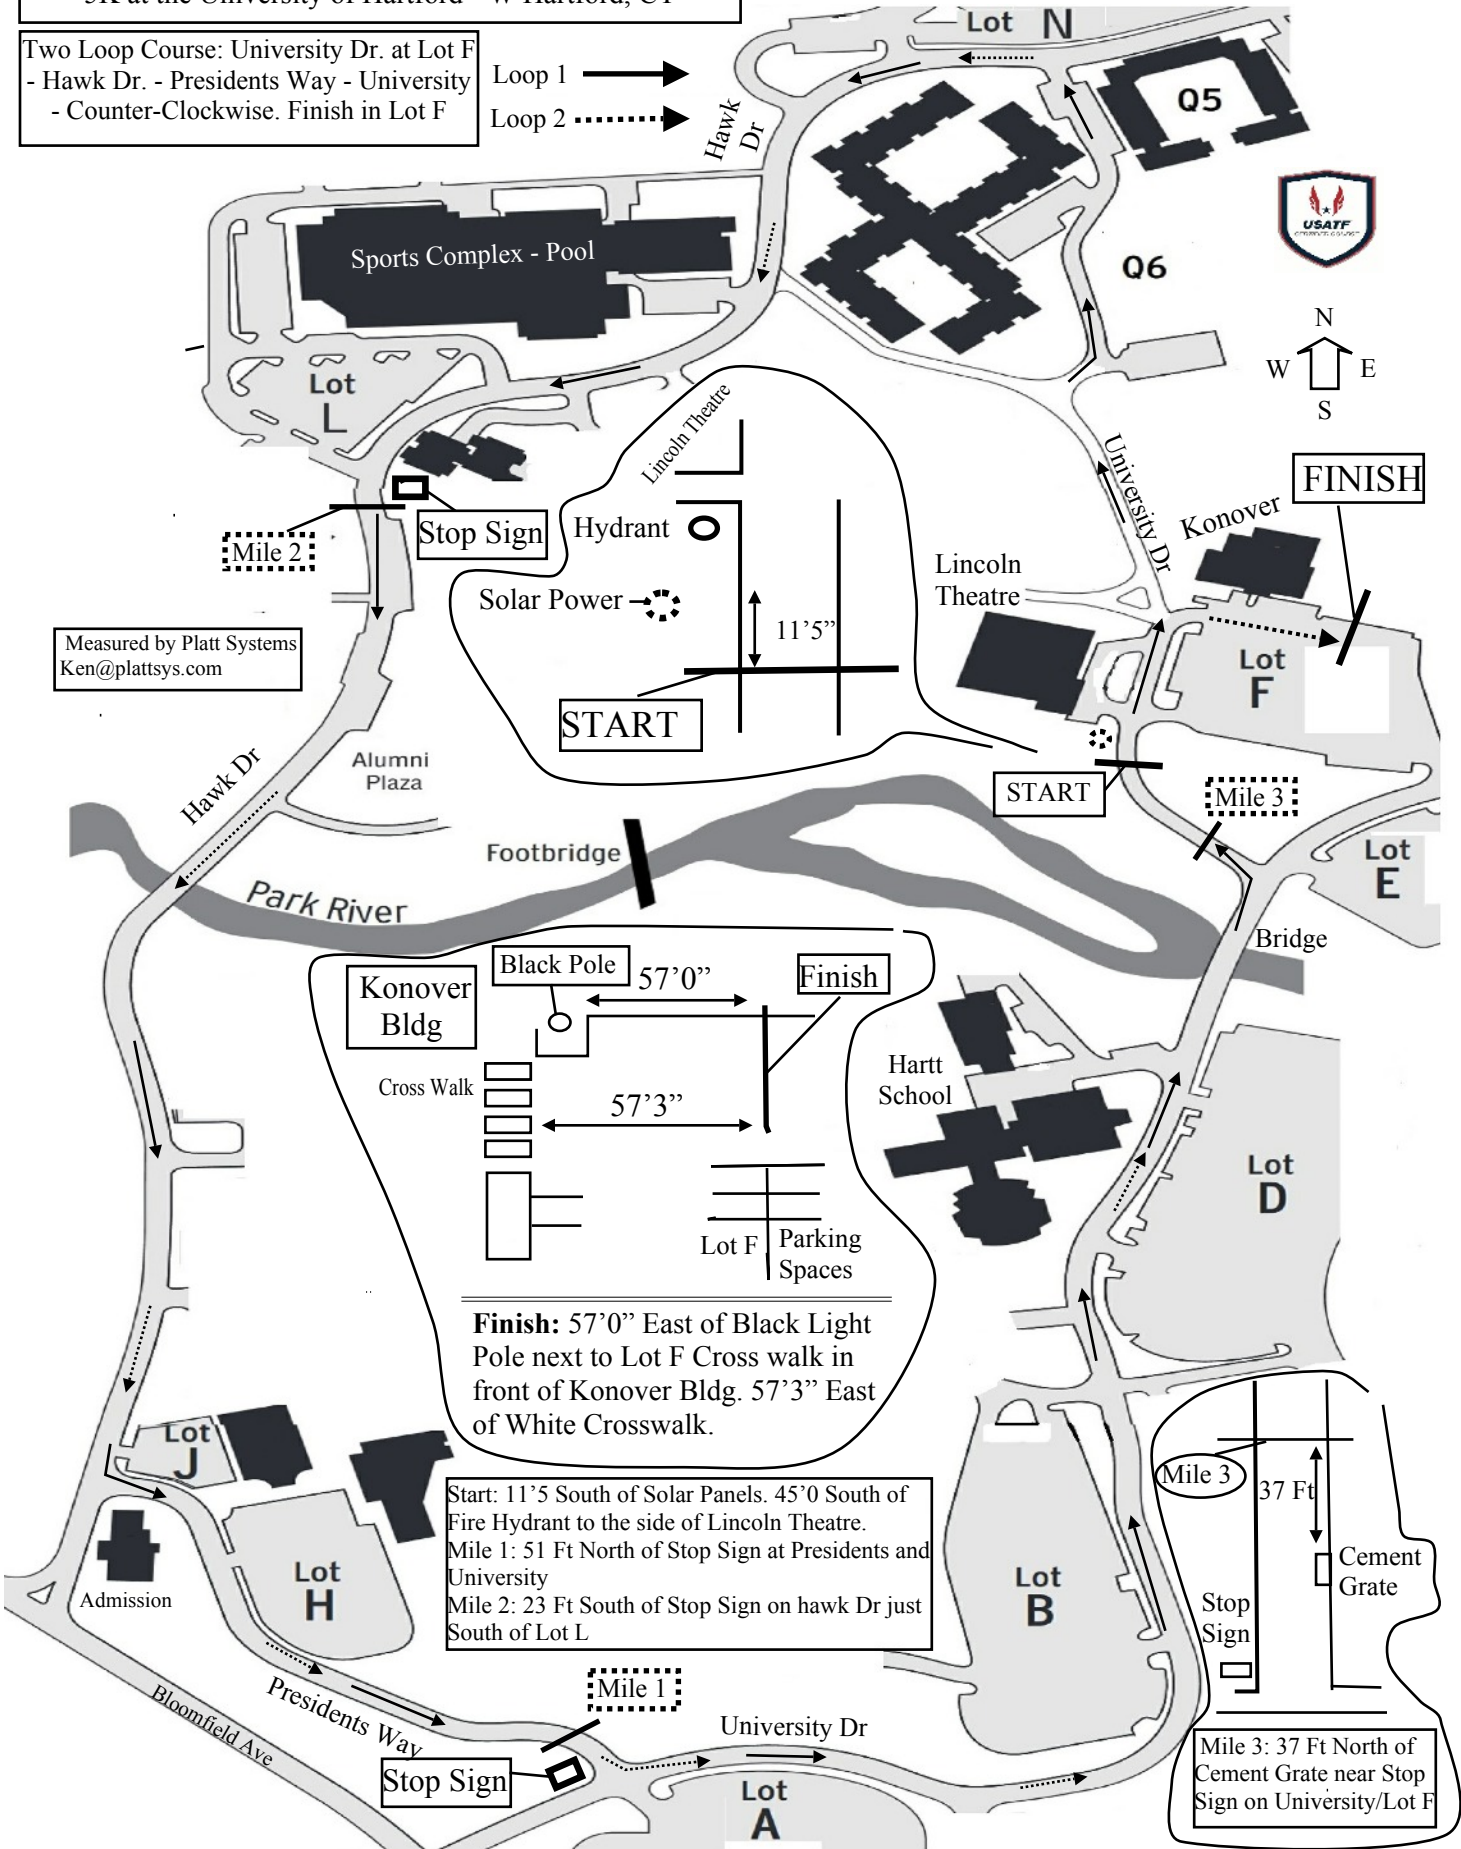 5K at the University of Hartford - W Hartford, CT
Two Loop Course: University Dr. at Lot F
- Hawk Dr. - Presidents Way - University
- Counter-Clockwise. Finish in Lot F
Loop 1
Loop 2
Lot N
Q5
Hawk
Dr
USATF
Sports Complex - Pool
Q6
N
W E
S
Lot
L
Lincoln Theatre
University Dr
FINISH
Konover
Stop Sign
Hydrant
Mile 2
Lincoln
Theatre
Solar Power
11’5”
Measured by Platt Systems
Ken@plattsys.com
Lot
F
START
Alumni
Plaza
Hawk Dr
START
Mile 3
Footbridge
Lot
E
Park River
Bridge
Black Pole
57’0”
Finish
Konover
Bldg
Hartt
School
Cross Walk
57’3”
Lot
D
Lot F
Parking
Spaces
Finish: 57’0” East of Black Light
Pole next to Lot F Cross walk in
front of Konover Bldg. 57’3” East
of White Crosswalk.
Lot
J
Mile 3
37 Ft
Start: 11’5 South of Solar Panels. 45’0 South of
Fire Hydrant to the side of Lincoln Theatre.
Mile 1: 51 Ft North of Stop Sign at Presidents and
University
Mile 2: 23 Ft South of Stop Sign on hawk Dr just
South of Lot L
Cement
Grate
Admission
Lot
H
Lot
B
Stop
Sign
Presidents Way
Mile 1
Bloomfield Ave
University Dr
Stop Sign
Mile 3: 37 Ft North of
Cement Grate near Stop
Sign on University/Lot F
Lot
A